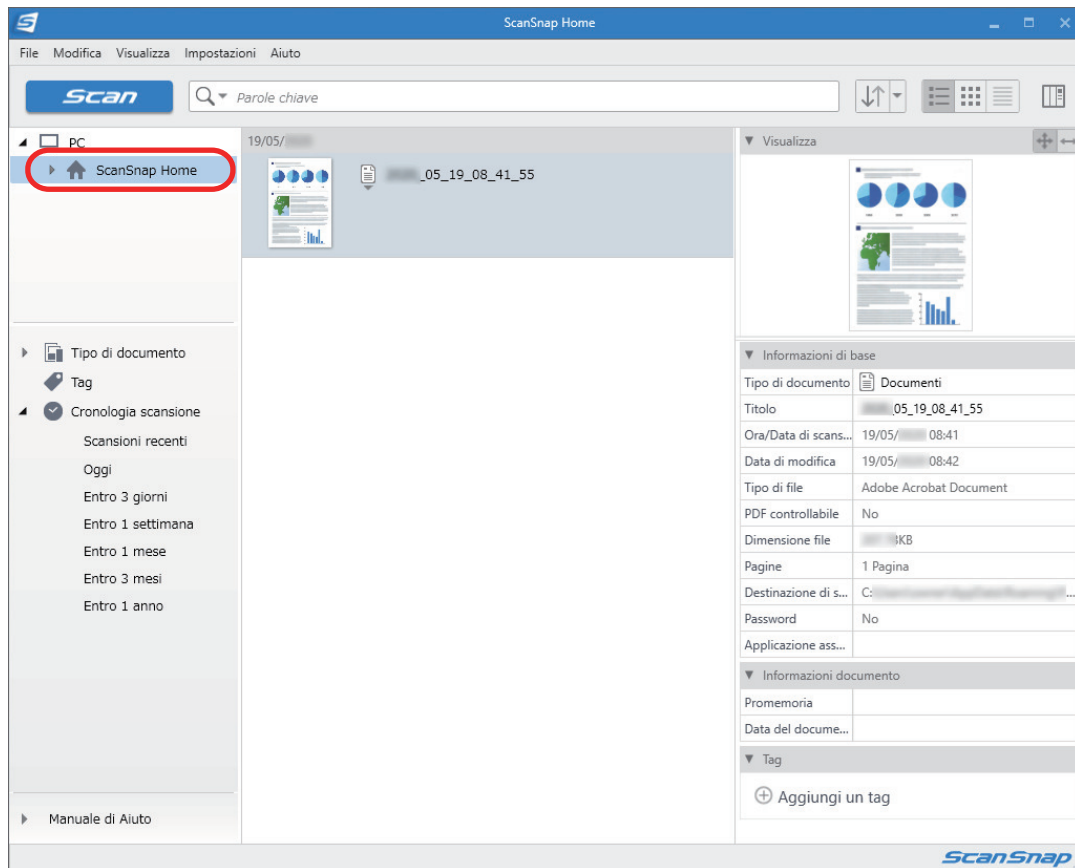 ScanSnap Home
File Modifica Visualizza Impostazioni Aiuto
Scan
Parole chiave
PC
ScanSnap Home
Tipo di documento
Tag
Cronologia scansione
Scansioni recenti
Oggi
Entro 3 giorni
Entro 1 settimana
Entro 1 mese
Entro 3 mesi
Entro 1 anno
Manuale di Aiuto
19/05/
_05_19_08_41_55
Visualizza
Informazioni di base
Tipo di documento Documenti
Titolo _05_19_08_41_55
Ora/Data di scans... 19/05/ 08:41
Data di modifica 19/05/ 08:42
Tipo di file Adobe Acrobat Document
PDF controllabile No
Dimensione file KB
Pagine 1 Pagina
Destinazione di s... C: ...
Password No
Applicazione ass...
Informazioni documento
Promemoria
Data del docume...
Tag
Aggiungi un tag
ScanSnap